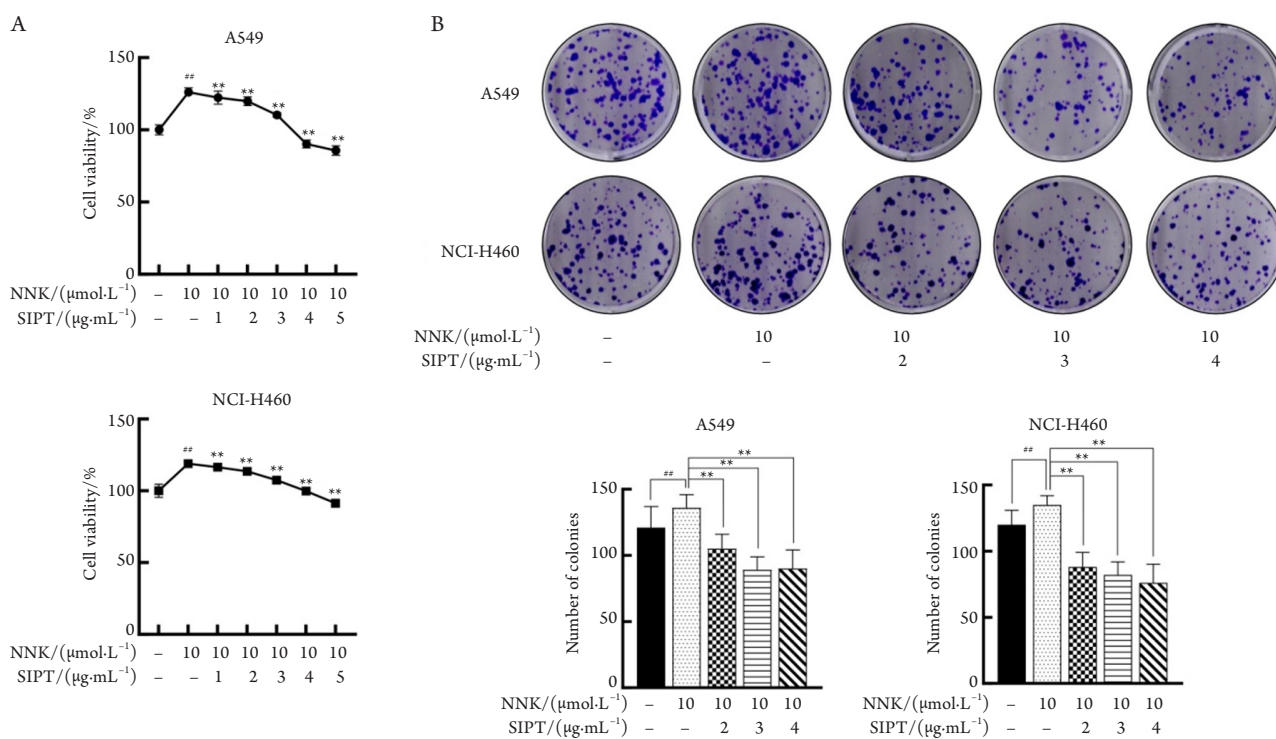 A
A549
150
100
50
0
Cell viability/%
##
**
**
**
**
**
NNK/(μmol·L⁻¹) – 10 10 10 10 10 10
SIPT/(μg·mL⁻¹) – – 1 2 3 4 5
NCI-H460
150
100
50
0
Cell viability/%
##
**
**
**
**
**
NNK/(μmol·L⁻¹) – 10 10 10 10 10 10
SIPT/(μg·mL⁻¹) – – 1 2 3 4 5
B
A549
NCI-H460
NNK/(μmol·L⁻¹) – 10 10 10 10
SIPT/(μg·mL⁻¹) – – 2 3 4
A549
150
100
50
0
Number of colonies
**
**
## **
NNK/(μmol·L⁻¹) – 10 10 10 10
SIPT/(μg·mL⁻¹) – – 2 3 4
NCI-H460
150
100
50
0
Number of colonies
**
## **
**
NNK/(μmol·L⁻¹) – 10 10 10 10
SIPT/(μg·mL⁻¹) – – 2 3 4